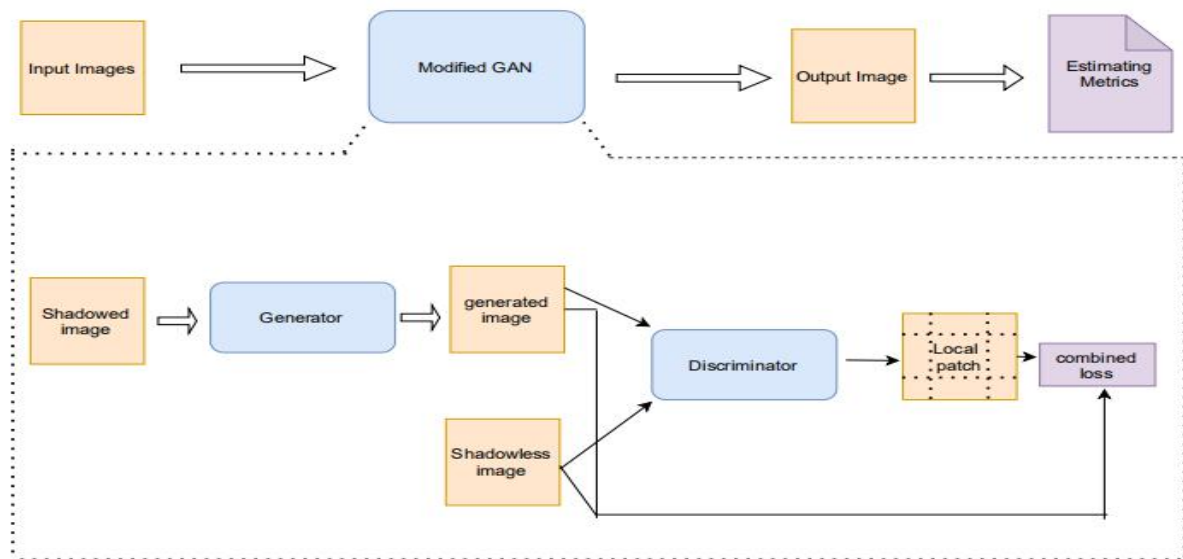 Input Images
Modified GAN
Output Image
Estimating
Metrics
Shadowed
image
Generator
generated
image
Shadowless
image
Discriminator
Local
patch
combined
loss